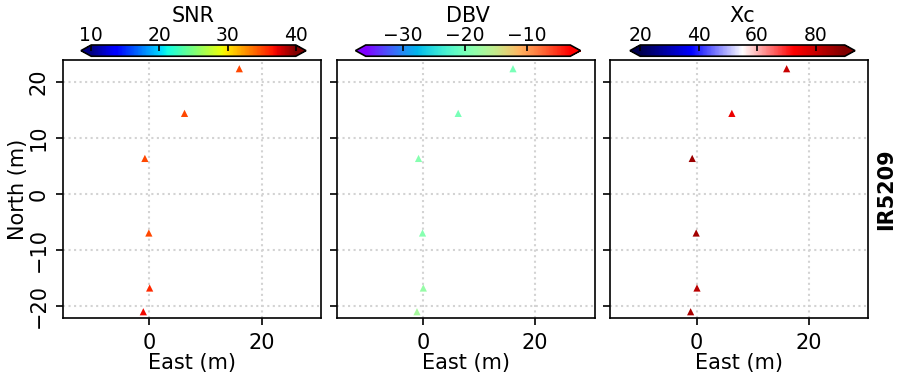 SNR DBV Xc
10 20 30 40 −30 −20 −10 20 40 60 80
20
10
0
−10
−20
North (m)
IR5209
0 20 0 20 0 20
East (m) East (m) East (m)